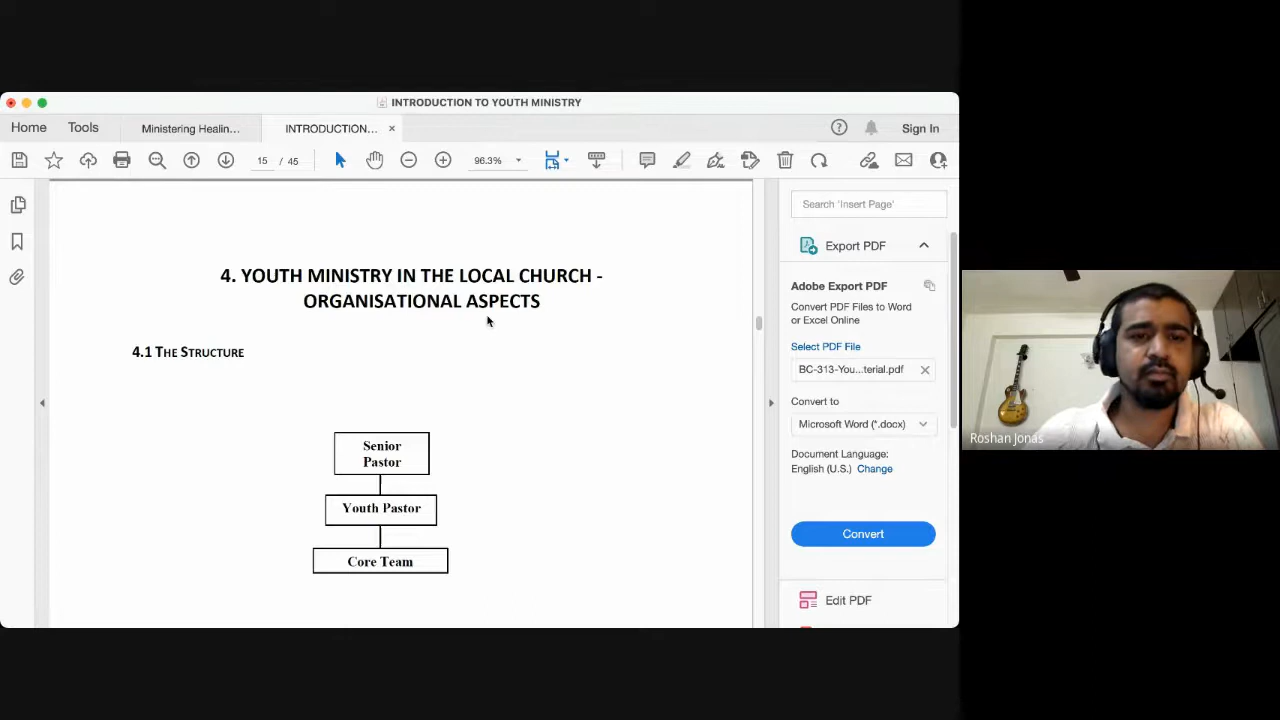 INTRODUCTION TO YOUTH MINISTRY
Home
Tools
Ministering Healin...
INTRODUCTION... ×
Sign In
15 / 45
96.3%
4. YOUTH MINISTRY IN THE LOCAL CHURCH -
ORGANISATIONAL ASPECTS
4.1 THE STRUCTURE
Senior
Pastor
Youth Pastor
Core Team
Search 'Insert Page'
Export PDF
Adobe Export PDF
Convert PDF Files to Word
or Excel Online
Select PDF File
BC-313-You...terial.pdf
Convert to
Microsoft Word (*.docx)
Document Language:
English (U.S.) Change
Convert
Edit PDF
Roshan Jonas